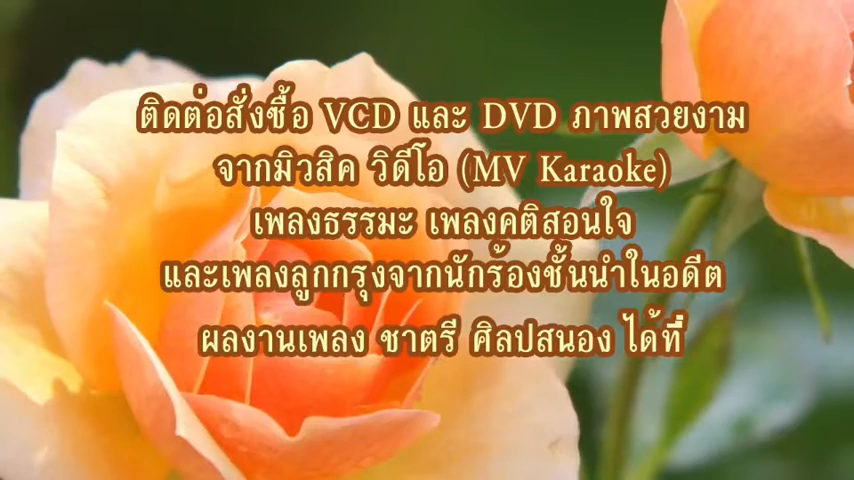 ติดต่อสั่งซื้อ VCD และ DVD ภาพสวยงาม
จากมิวสิค วิดีโอ (MV Karaoke)
เพลงธรรมะ เพลงคติสอนใจ
และเพลงลูกกรุงจากนักร้องชั้นนำในอดีต
ผลงานเพลง ชาตรี ศิลปสนอง ได้ที่